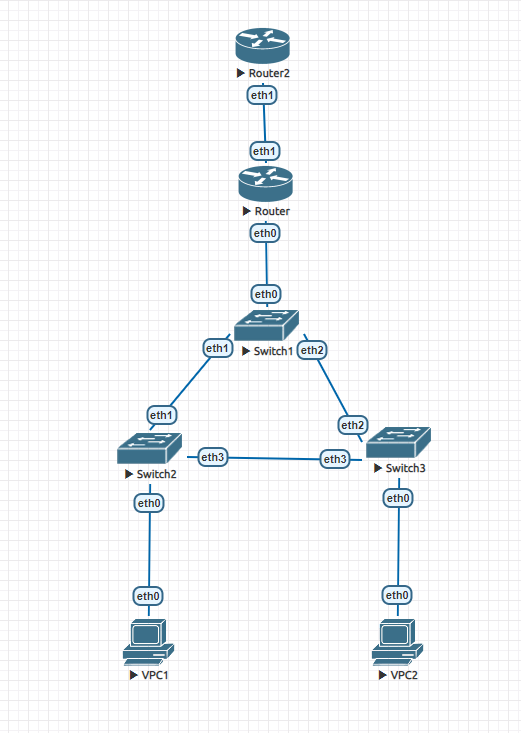 Router2
eth1
eth1
Router
eth0
eth0
Switch1
eth1
eth2
eth1
eth2
Switch2
eth3
eth3
Switch3
eth0
eth0
eth0
eth0
VPC1
VPC2